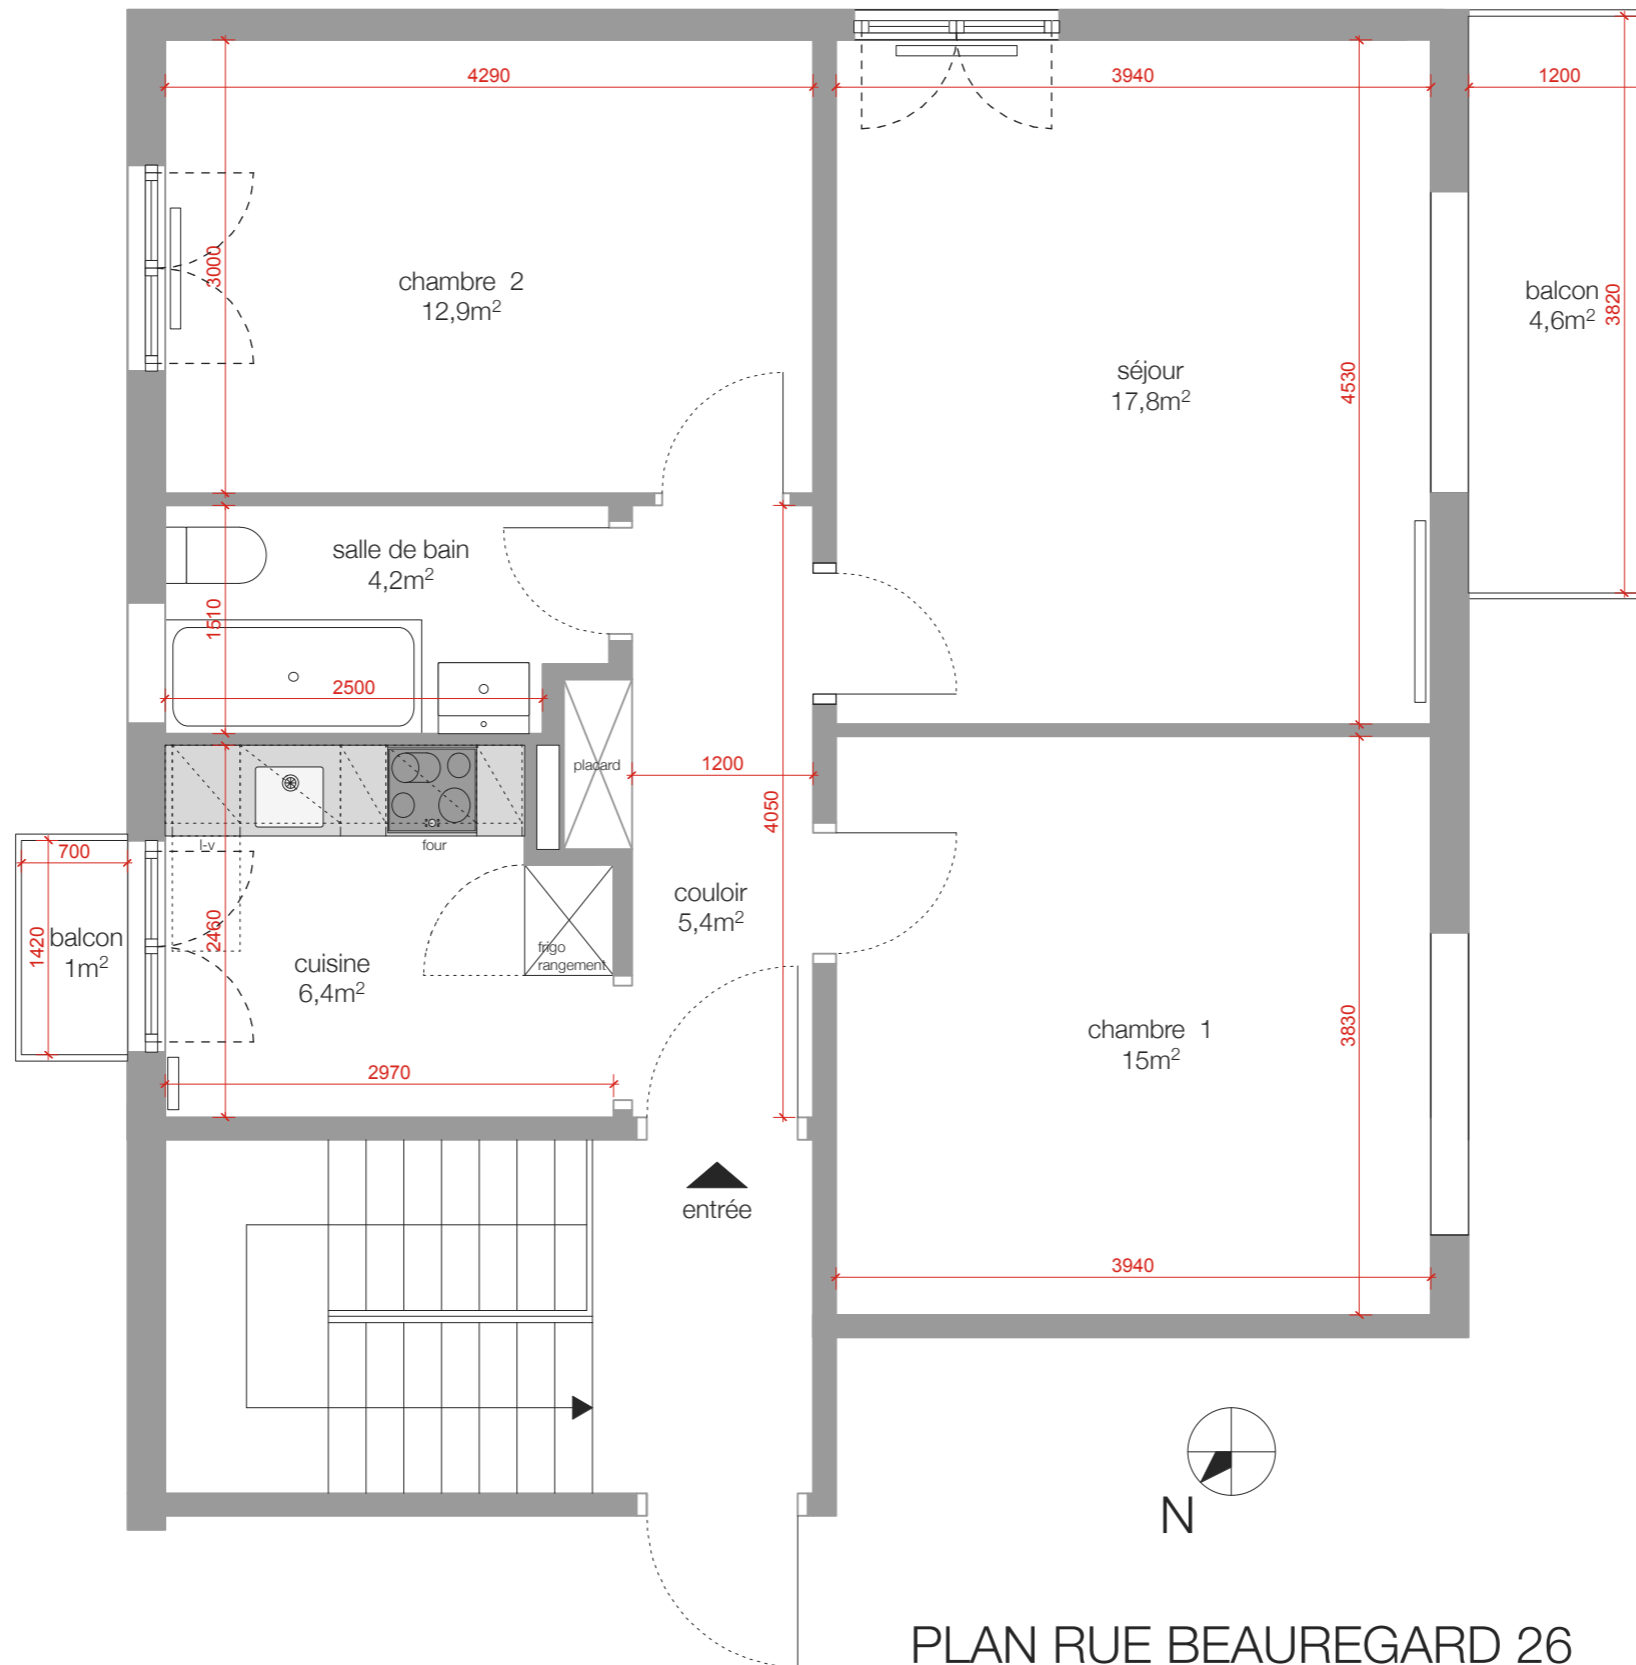 4290
3940
1200
3000
chambre 2
12,9m²
séjour
17,8m²
4530
balcon
4,6m²
3820
salle de bain
4,2m²
1510
2500
placard
1200
4050
l-v
four
700
1420
balcon
1m²
2460
cuisine
6,4m²
frigo
rangement
couloir
5,4m²
chambre 1
15m²
3830
2970
entrée
3940
N
PLAN RUE BEAUREGARD 26